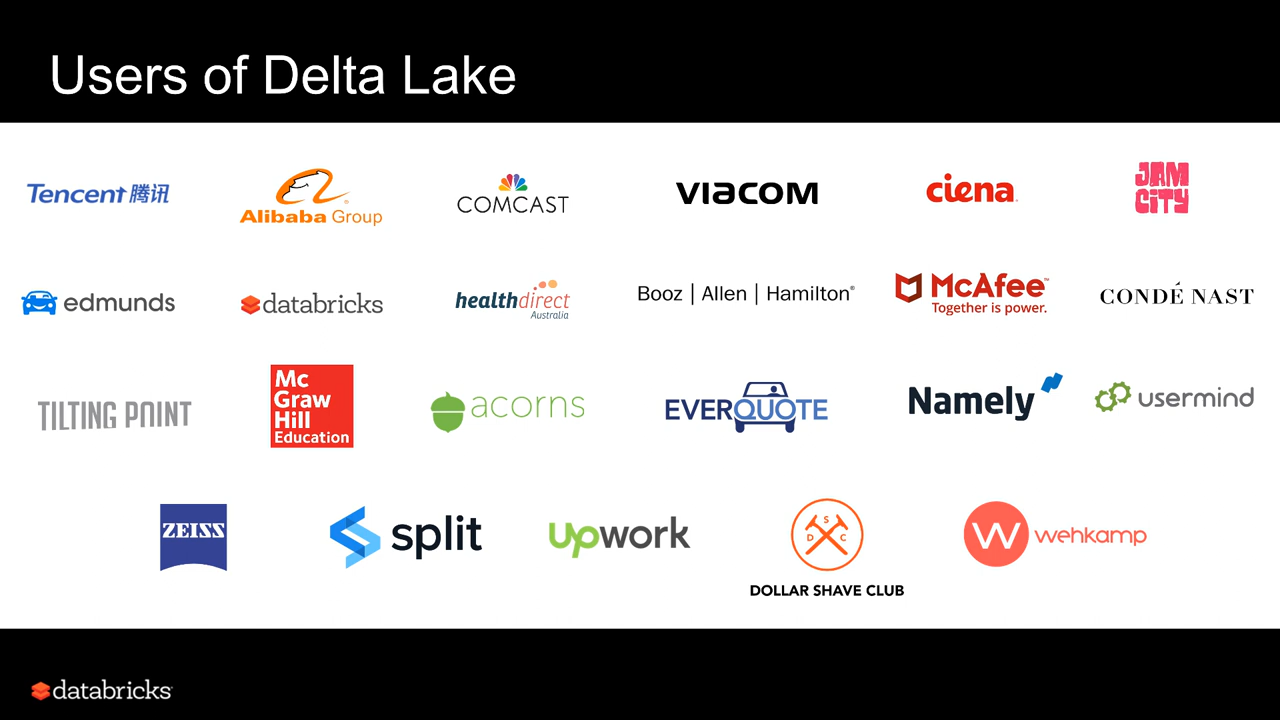 Users of Delta Lake
Tencent 腾讯
Alibaba Group
COMCAST
VIACOM
ciena
JAM
CITY
edmunds
databricks
healthdirect
Australia
Booz | Allen | Hamilton®
McAfee™
Together is power.
CONDÉ NAST
TILTING POINT
Mc
Graw
Hill
Education
acorns
EVERQUOTE
Namely
usermind
ZEISS
split
upwork
S
D C
DOLLAR SHAVE CLUB
W wehkamp
databricks